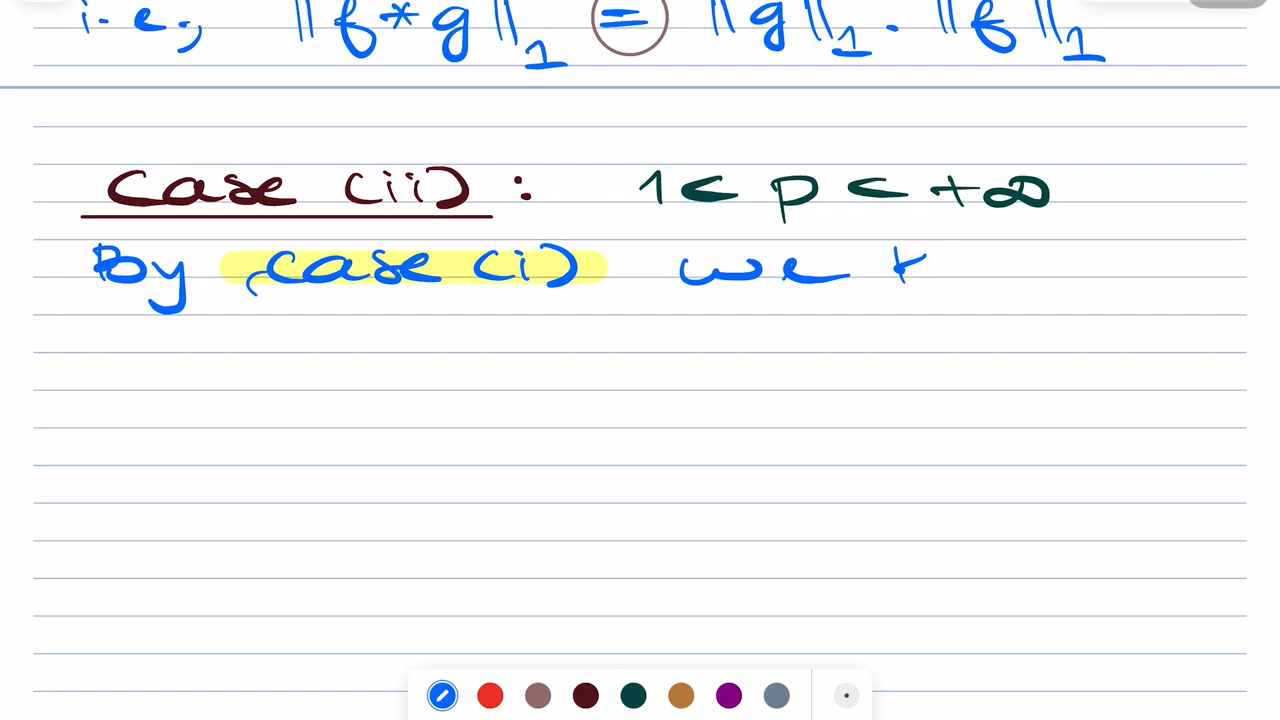 i.e., ‖f*g‖₁ = ‖g‖₁ . ‖f‖₁
Case (ii) : 1 < p < +∞
By case (i) we